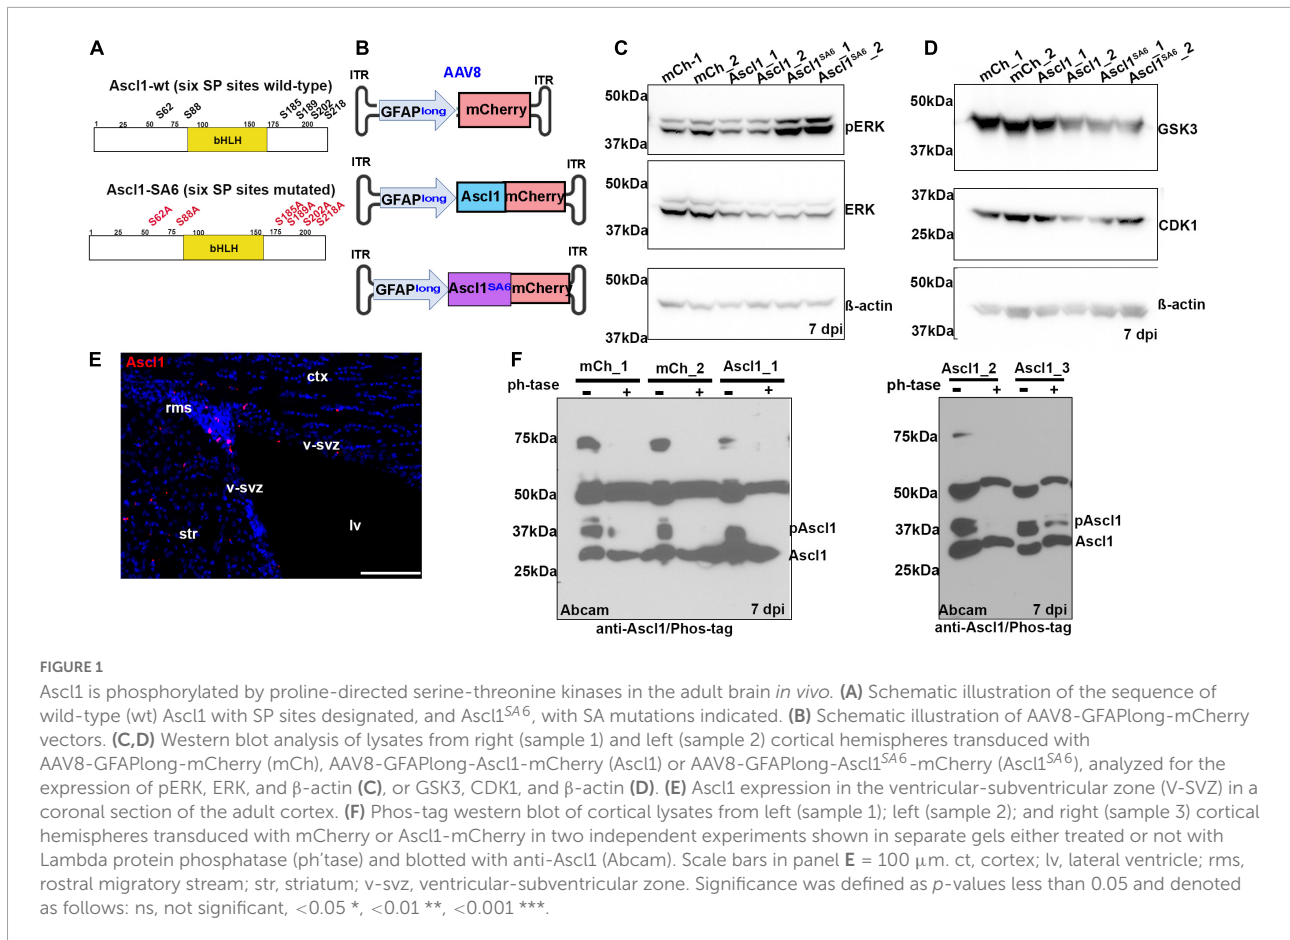 A
Ascl1-wt (six SP sites wild-type)
S62 S88 S185 S189 S202 S218
1 25 50 75 100 150 175 200
bHLH
Ascl1-SA6 (six SP sites mutated)
S62A S88A S185A S189A S202A S218A
1 25 50 75 100 150 175 200
bHLH
B
AAV8
ITR ITR
GFAPlong mCherry
ITR ITR
GFAPlong Ascl1 mCherry
ITR ITR
GFAPlong Ascl1SA6 mCherry
C
mCh-1 mCh_2 Ascl1_1 Ascl1_2 Ascl1SA6_1 Ascl1SA6_2
50kDa
pERK
37kDa
50kDa
ERK
37kDa
50kDa
ß-actin
37kDa
7 dpi
D
mCh_1 mCh_2 Ascl1_1 Ascl1_2 Ascl1SA6_1 Ascl1SA6_2
50kDa
GSK3
37kDa
37kDa
CDK1
25kDa
50kDa
ß-actin
37kDa
7 dpi
E
Ascl1
ctx
rms
v-svz
v-svz
str
lv
F
mCh_1 mCh_2 Ascl1_1
ph-tase - + - + - +
75kDa
50kDa
37kDa pAscl1
Ascl1
25kDa
Abcam 7 dpi
anti-Ascl1/Phos-tag
Ascl1_2 Ascl1_3
ph-tase - + - +
75kDa
50kDa
37kDa pAscl1
Ascl1
25kDa
Abcam 7 dpi
anti-Ascl1/Phos-tag
FIGURE 1
Ascl1 is phosphorylated by proline-directed serine-threonine kinases in the adult brain in vivo. (A) Schematic illustration of the sequence of
wild-type (wt) Ascl1 with SP sites designated, and Ascl1SA6, with SA mutations indicated. (B) Schematic illustration of AAV8-GFAPlong-mCherry
vectors. (C,D) Western blot analysis of lysates from right (sample 1) and left (sample 2) cortical hemispheres transduced with
AAV8-GFAPlong-mCherry (mCh), AAV8-GFAPlong-Ascl1-mCherry (Ascl1) or AAV8-GFAPlong-Ascl1SA6-mCherry (Ascl1SA6), analyzed for the
expression of pERK, ERK, and β-actin (C), or GSK3, CDK1, and β-actin (D). (E) Ascl1 expression in the ventricular-subventricular zone (V-SVZ) in a
coronal section of the adult cortex. (F) Phos-tag western blot of cortical lysates from left (sample 1); left (sample 2); and right (sample 3) cortical
hemispheres transduced with mCherry or Ascl1-mCherry in two independent experiments shown in separate gels either treated or not with
Lambda protein phosphatase (ph'tase) and blotted with anti-Ascl1 (Abcam). Scale bars in panel E = 100 μm. ct, cortex; lv, lateral ventricle; rms,
rostral migratory stream; str, striatum; v-svz, ventricular-subventricular zone. Significance was defined as p-values less than 0.05 and denoted
as follows: ns, not significant, <0.05 *, <0.01 **, <0.001 ***.